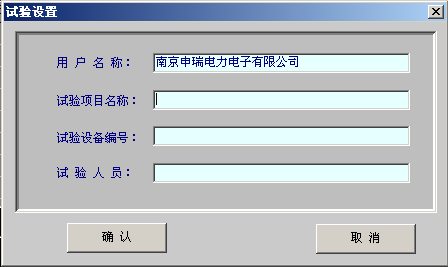 试验设置
用 户 名 称： 南京申瑞电力电子有限公司
试验项目名称：
试验设备编号：
试 验 人 员：
确 认 取 消